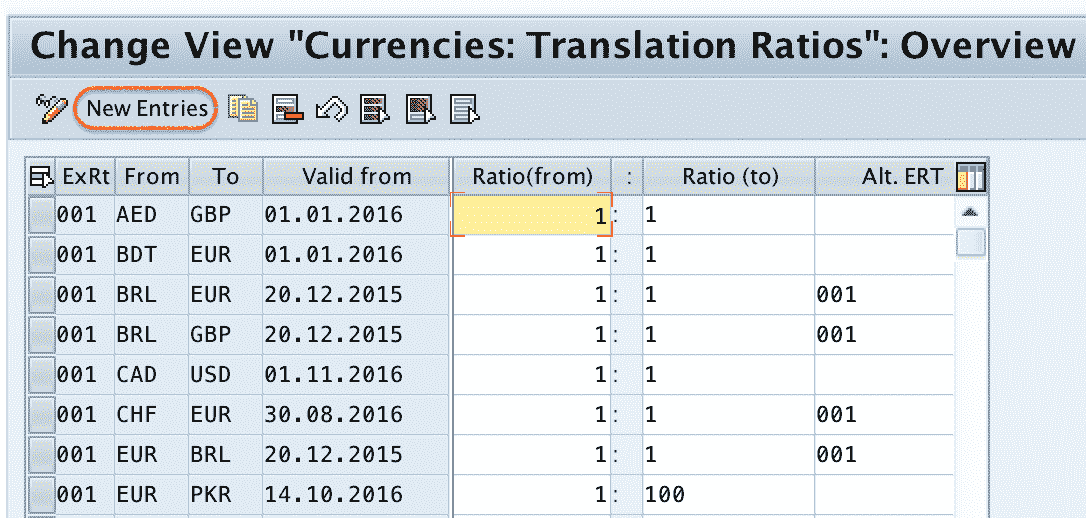 Change View "Currencies: Translation Ratios": Overview
New Entries
ExRt From To Valid from Ratio(from) : Ratio (to) Alt. ERT
001 AED GBP 01.01.2016 1: 1
001 BDT EUR 01.01.2016 1: 1
001 BRL EUR 20.12.2015 1: 1 001
001 BRL GBP 20.12.2015 1: 1 001
001 CAD USD 01.11.2016 1: 1
001 CHF EUR 30.08.2016 1: 1 001
001 EUR BRL 20.12.2015 1: 1 001
001 EUR PKR 14.10.2016 1: 100